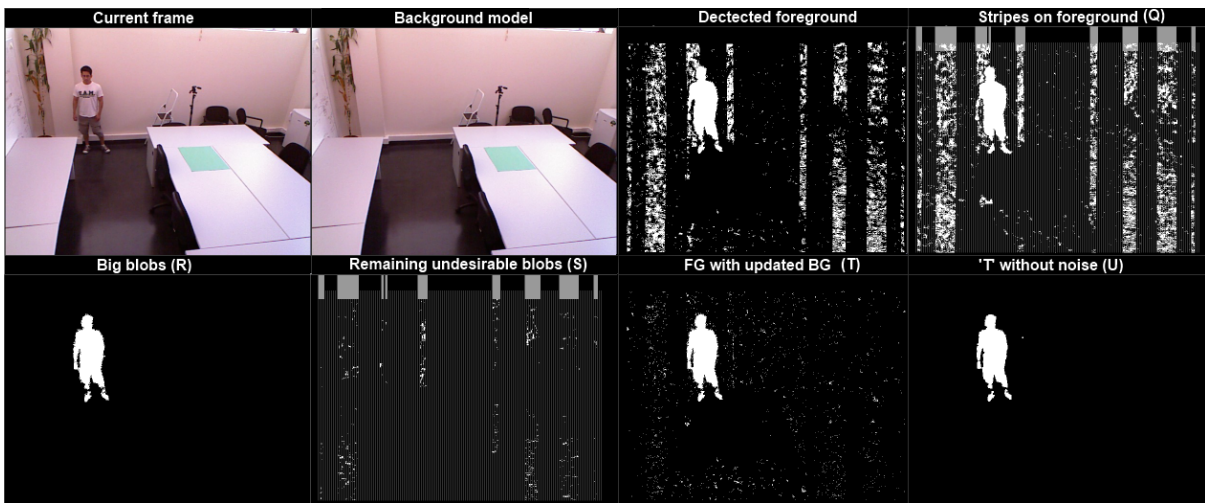 Current frame
Background model
Dectected foreground
Stripes on foreground (Q)
Big blobs (R)
Remaining undesirable blobs (S)
FG with updated BG (T)
'T' without noise (U)